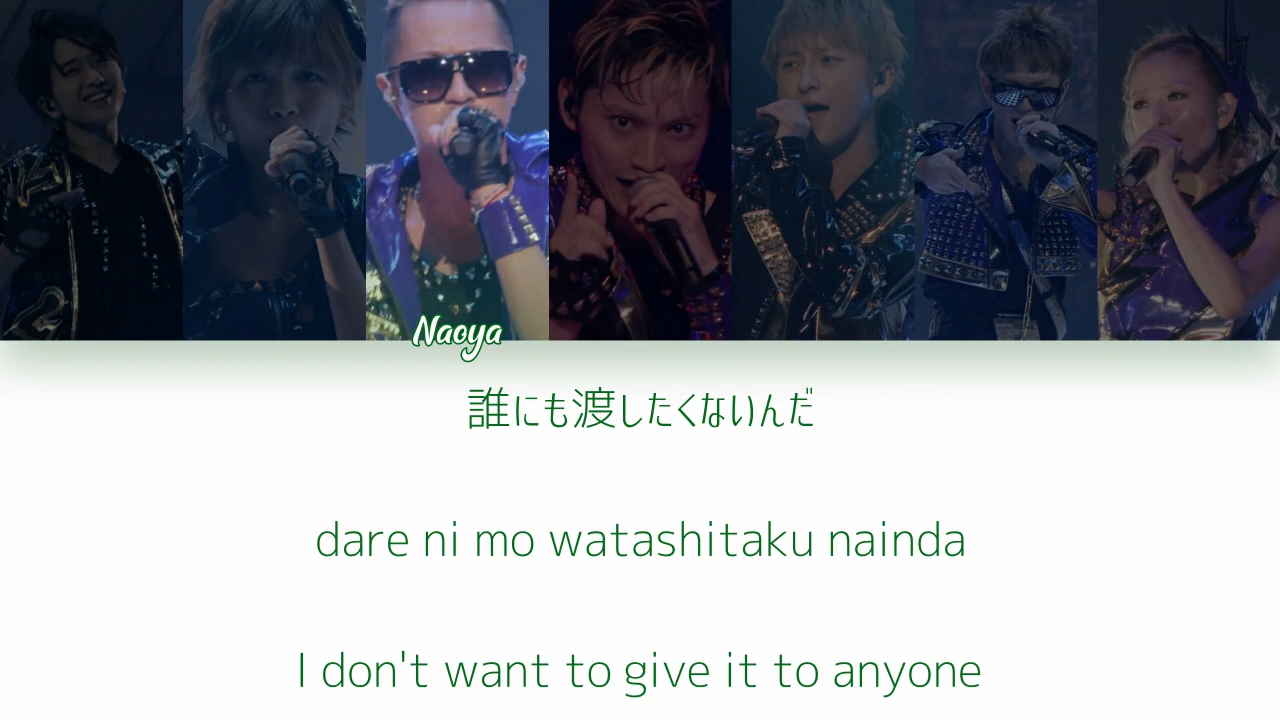 Naoya
誰にも渡したくないんだ
dare ni mo watashitaku nainda
I don't want to give it to anyone